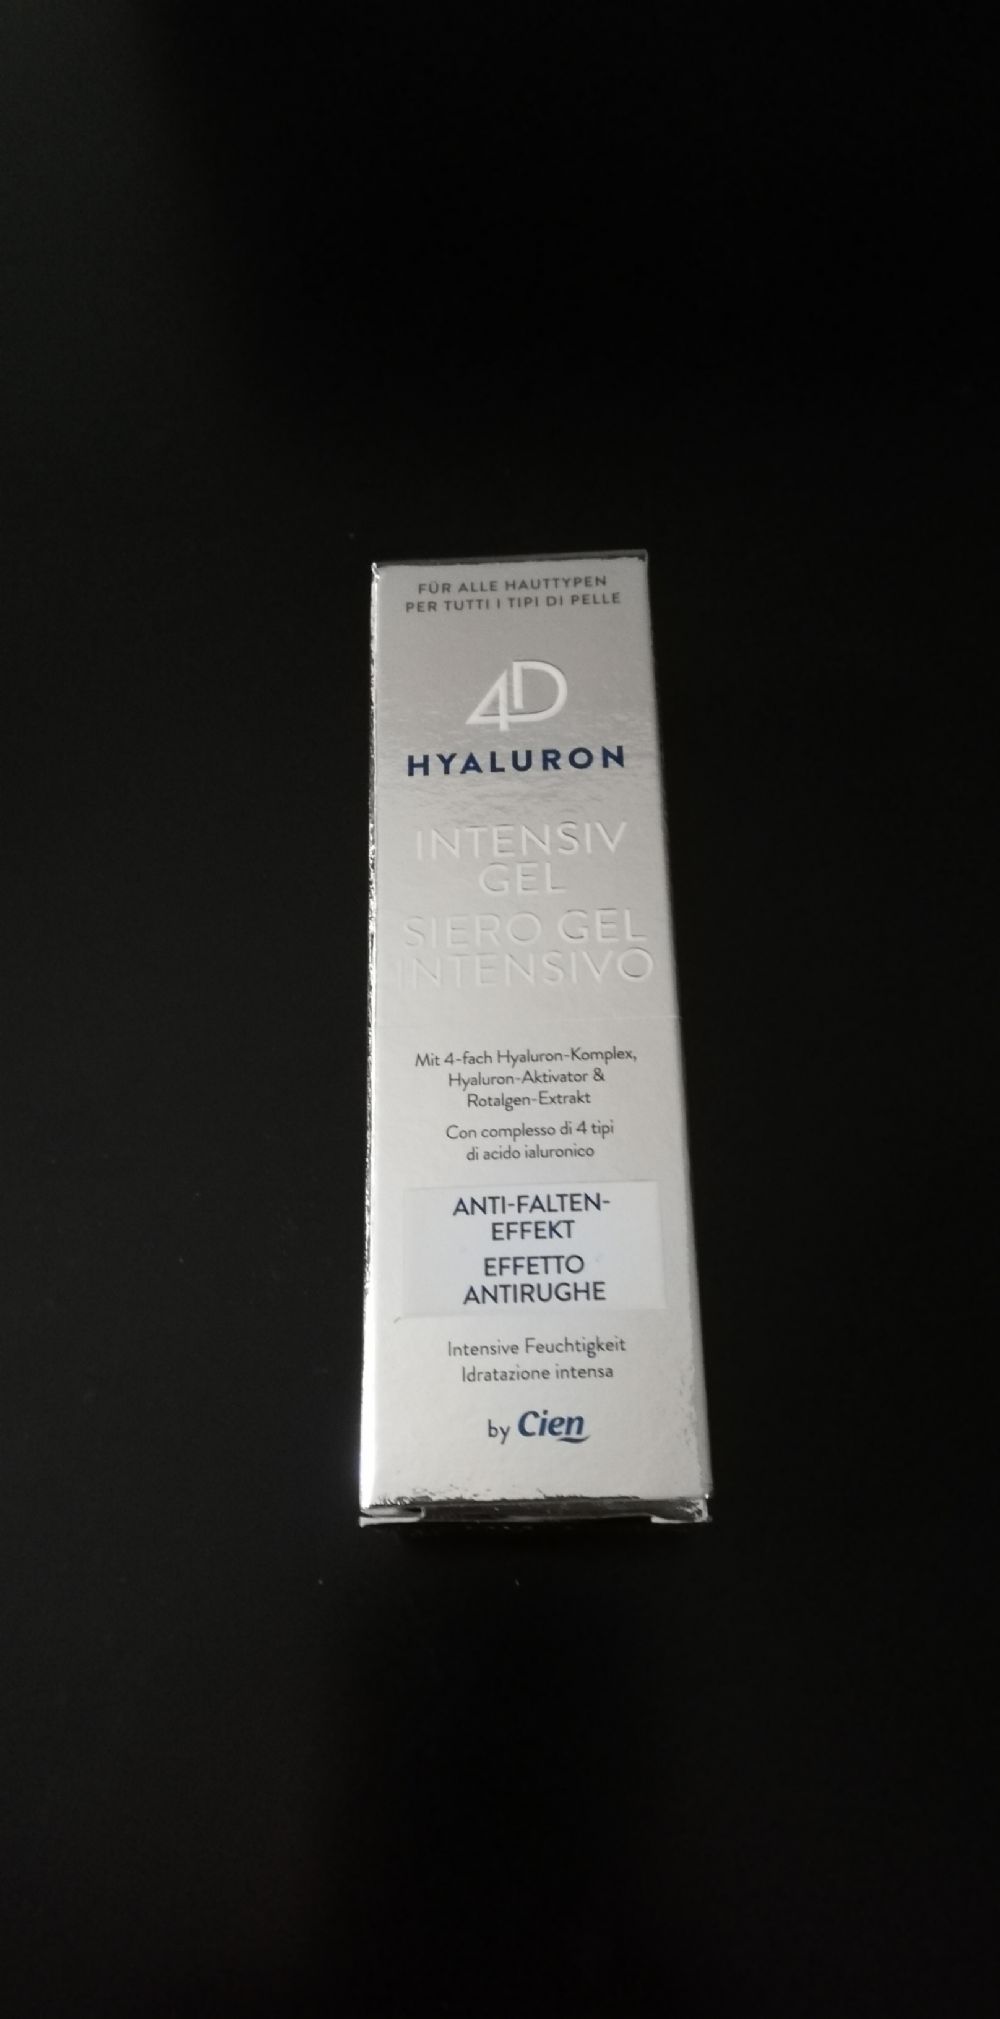 FÜR ALLE HAUTTYPEN
PER TUTTI I TIPI DI PELLE
4D
HYALURON
INTENSIV
GEL
SIERO GEL
INTENSIVO
Mit 4-fach Hyaluron-Komplex,
Hyaluron-Aktivator &
Rotalgen-Extrakt
Con complesso di 4 tipi
di acido ialuronico
ANTI-FALTEN-
EFFEKT
EFFETTO
ANTIRUGHE
Intensive Feuchtigkeit
Idratazione intensa
by Cien